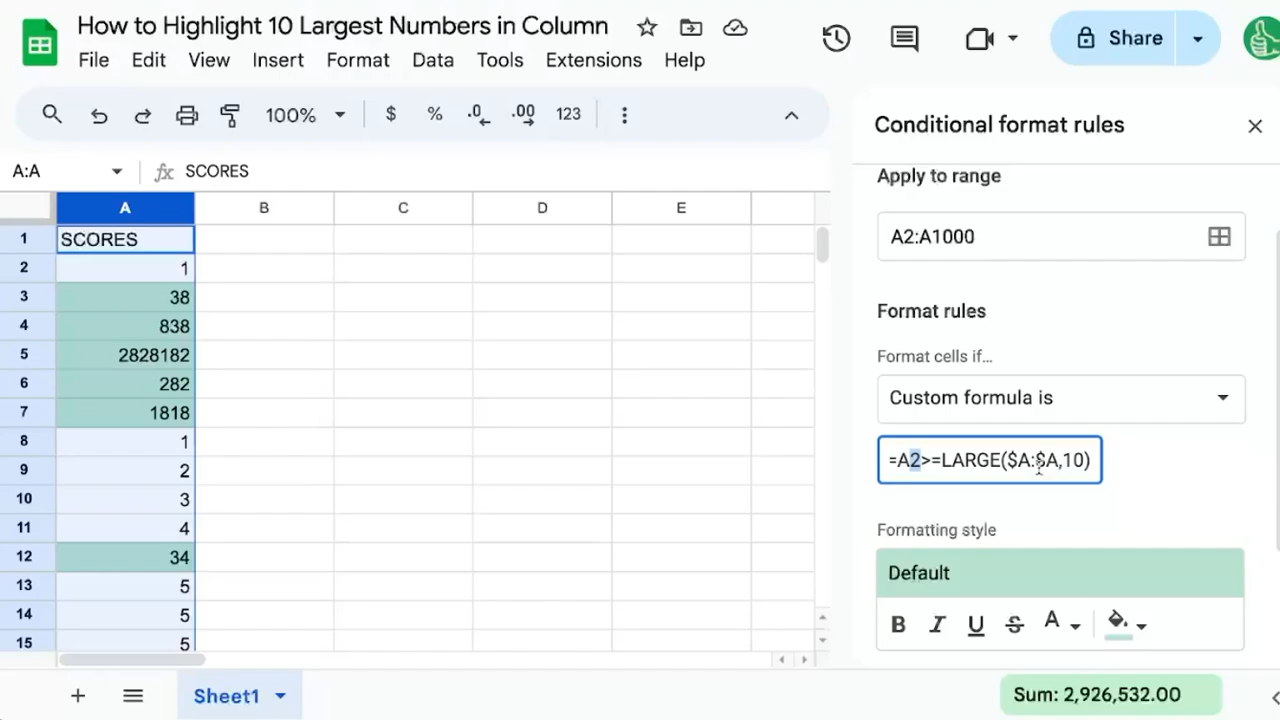 How to Highlight 10 Largest Numbers in Column
File Edit View Insert Format Data Tools Extensions Help
Share
100% $ % .0 .00 123
A:A fx SCORES
A B C D E
1 SCORES
2 1
3 38
4 838
5 2828182
6 282
7 1818
8 1
9 2
10 3
11 4
12 34
13 5
14 5
15 5
Conditional format rules
Apply to range
A2:A1000
Format rules
Format cells if…
Custom formula is
=A2>=LARGE($A:$A,10)
Formatting style
Default
B I U S A
Sheet1
Sum: 2,926,532.00